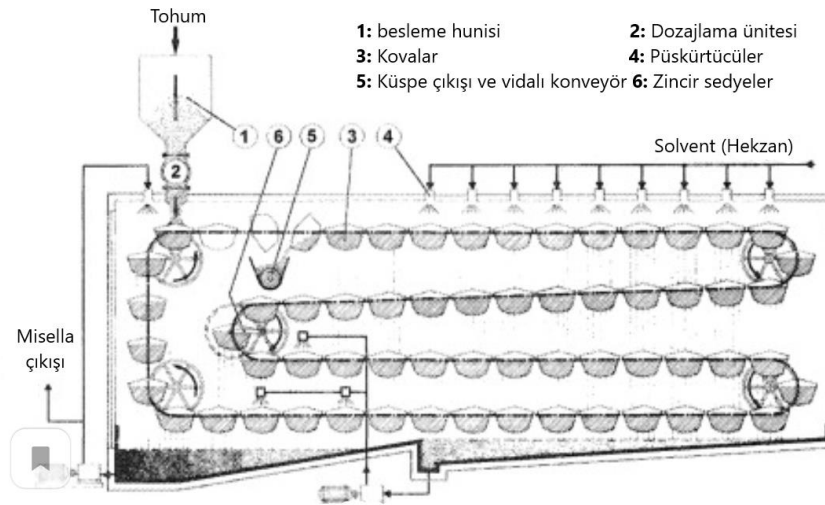 Tohum
1: besleme hunisi 2: Dozajlama ünitesi
3: Kovalar 4: Püskürtücüler
5: Küspe çıkışı ve vidalı konveyör 6: Zincir sedyeler
1 6 5 3 4
Solvent (Hekzan)
2
Misella
çıkışı